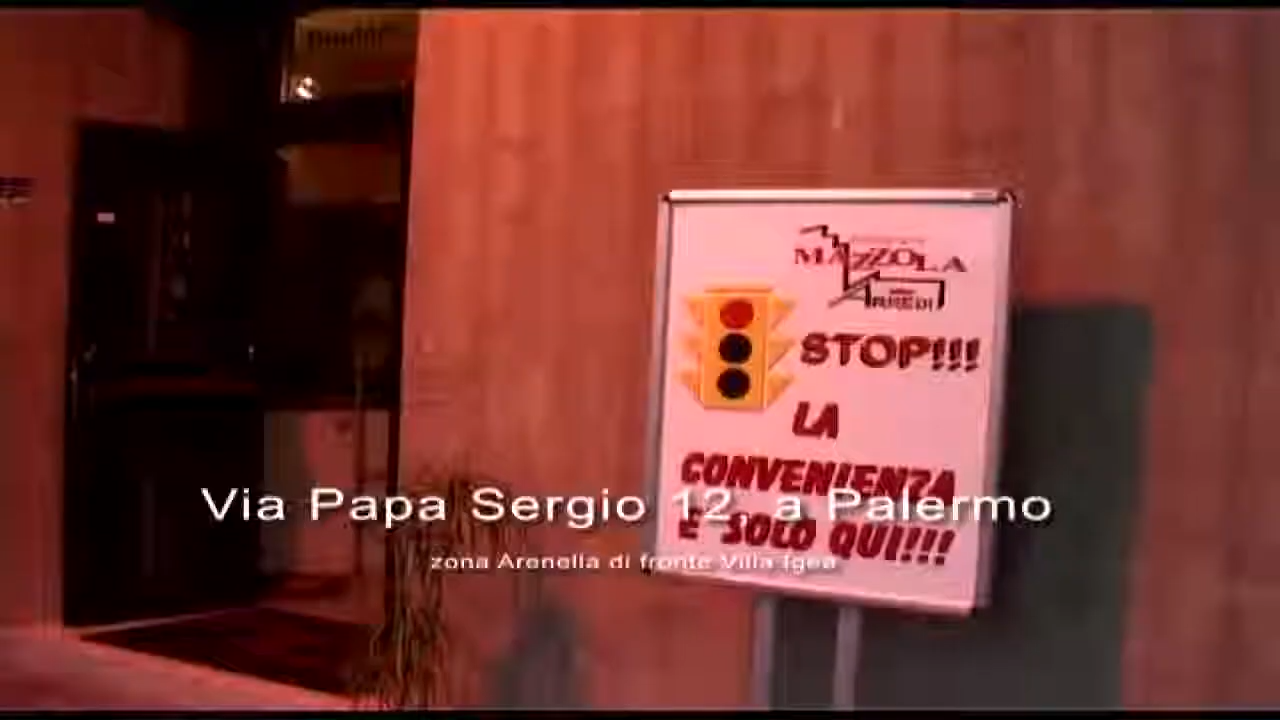 MAZZOLA
ARREDI
STOP!!!
LA
CONVENIENZA
E' SOLO QUI!!!
Via Papa Sergio 12 a Palermo
zona Arenella di fronte Villa Igea